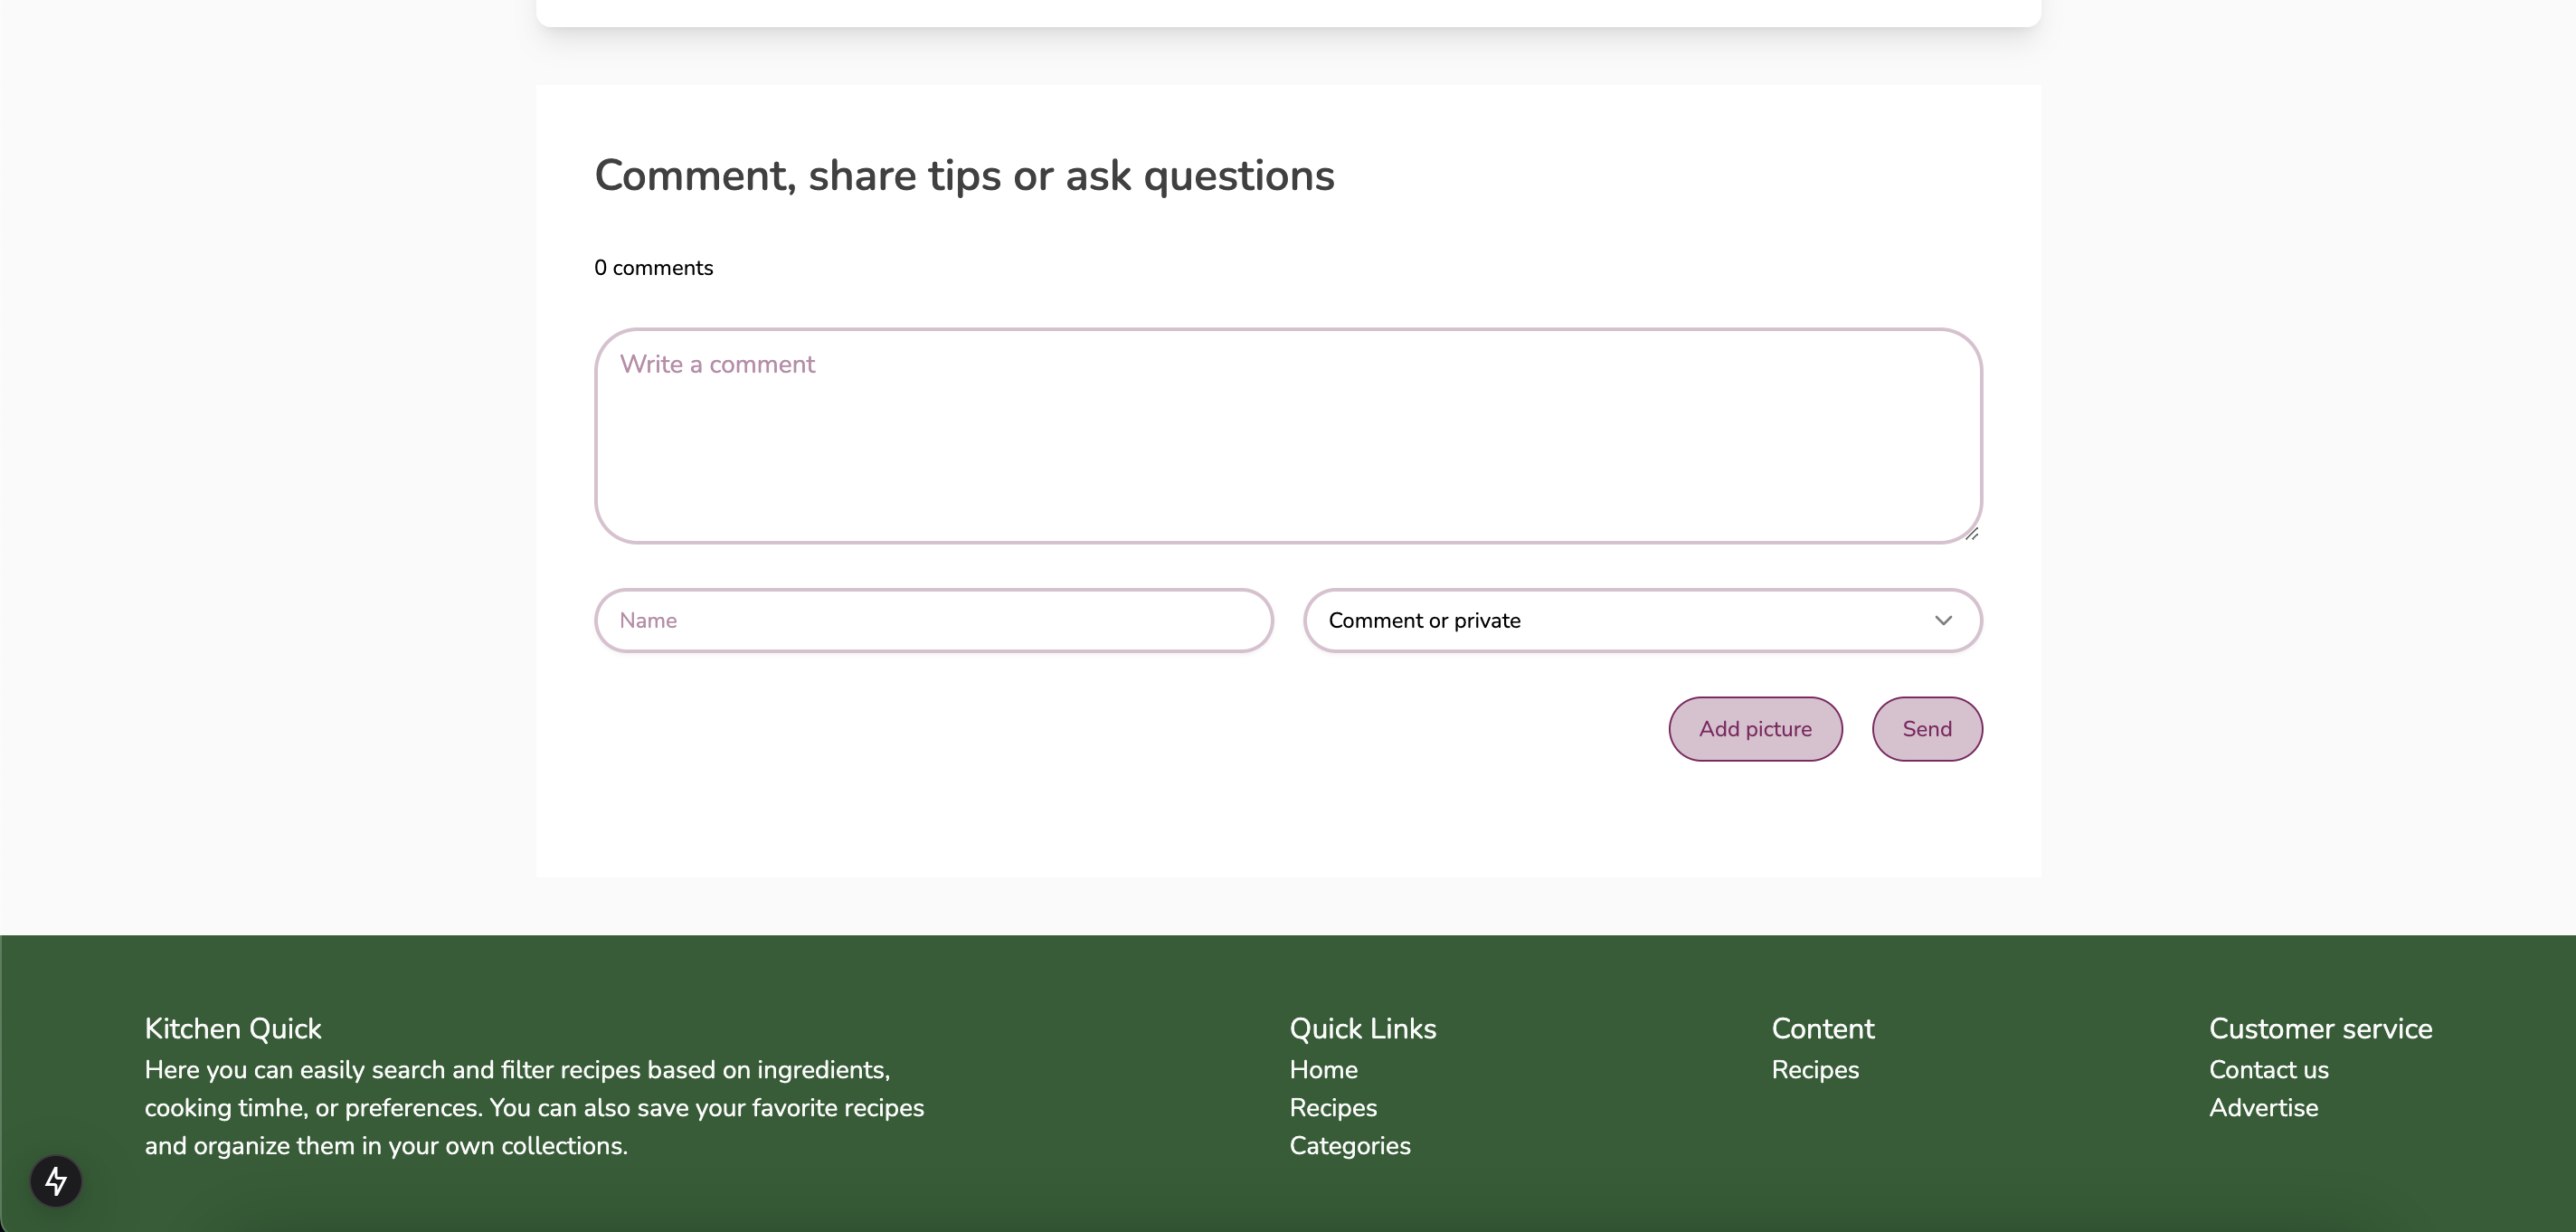 Comment, share tips or ask questions
0 comments
Write a comment
Name
Comment or private
Add picture
Send
Kitchen Quick
Here you can easily search and filter recipes based on ingredients,
cooking timhe, or preferences. You can also save your favorite recipes
and organize them in your own collections.
Quick Links
Home
Recipes
Categories
Content
Recipes
Customer service
Contact us
Advertise